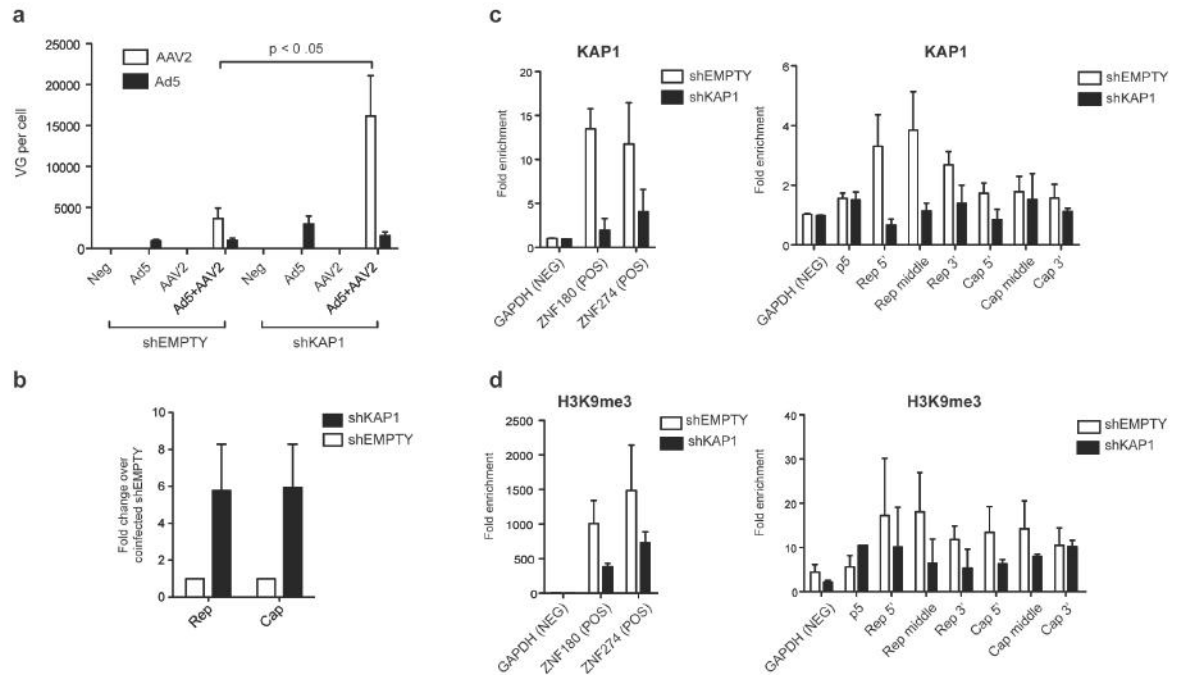 a
VG per cell
25000
20000
15000
10000
5000
0
AAV2
Ad5
p < 0 .05
Neg
Ad5
AAV2
Ad5+AAV2
Neg
Ad5
AAV2
Ad5+AAV2
shEMPTY
shKAP1
b
Fold change over
coinfected shEMPTY
10
8
6
4
2
0
shKAP1
shEMPTY
Rep
Cap
c
KAP1
Fold enrichment
20
15
10
5
0
shEMPTY
shKAP1
GAPDH (NEG)
ZNF180 (POS)
ZNF274 (POS)
KAP1
Fold enrichment
6
4
2
0
shEMPTY
shKAP1
GAPDH (NEG)
p5
Rep 5'
Rep middle
Rep 3'
Cap 5'
Cap middle
Cap 3'
d
H3K9me3
Fold enrichment
2500
2000
1500
1000
500
0
shEMPTY
shKAP1
GAPDH (NEG)
ZNF180 (POS)
ZNF274 (POS)
H3K9me3
Fold enrichment
40
30
20
10
0
shEMPTY
shKAP1
GAPDH (NEG)
p5
Rep 5'
Rep middle
Rep 3'
Cap 5'
Cap middle
Cap 3'